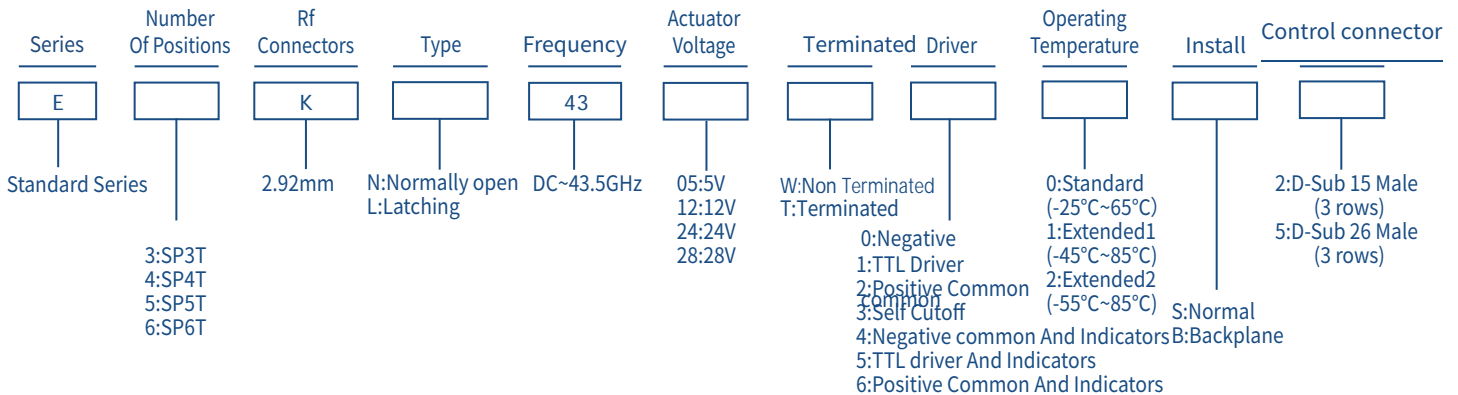 Series
Number
Of Positions
Rf
Connectors
Type
Frequency
Actuator
Voltage
Terminated
Driver
Operating
Temperature
Install
Control connector
E
K
43
Standard Series
3:SP3T
4:SP4T
5:SP5T
6:SP6T
2.92mm
N:Normally open
L:Latching
DC~43.5GHz
05:5V
12:12V
24:24V
28:28V
W:Non Terminated
T:Terminated
0:Negative
common
1:TTL Driver
2:Positive Common
3:Self Cutoff
4:Negative common And Indicators
5:TTL driver And Indicators
6:Positive Common And Indicators
0:Standard
(-25°C~65°C)
1:Extended1
(-45°C~85°C)
2:Extended2
(-55°C~85°C)
S:Normal
B:Backplane
2:D-Sub 15 Male
(3 rows)
5:D-Sub 26 Male
(3 rows)